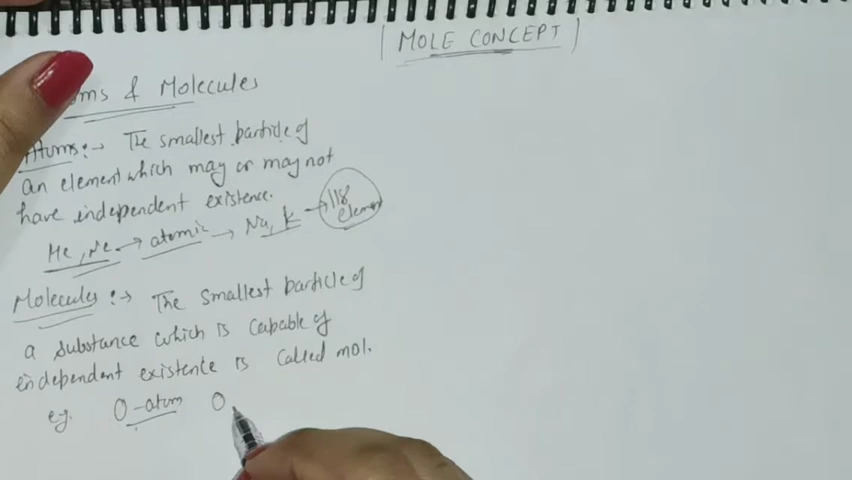 MOLE CONCEPT
ms & Molecules
Atoms :→ The smallest particle of
an element which may or may not
have independent existence.
He, Ne → atomic → Na, K → 118
element
Molecules :→ The smallest particle of
a substance which is capable of
independent existence is called mol.
eg. O-atom O